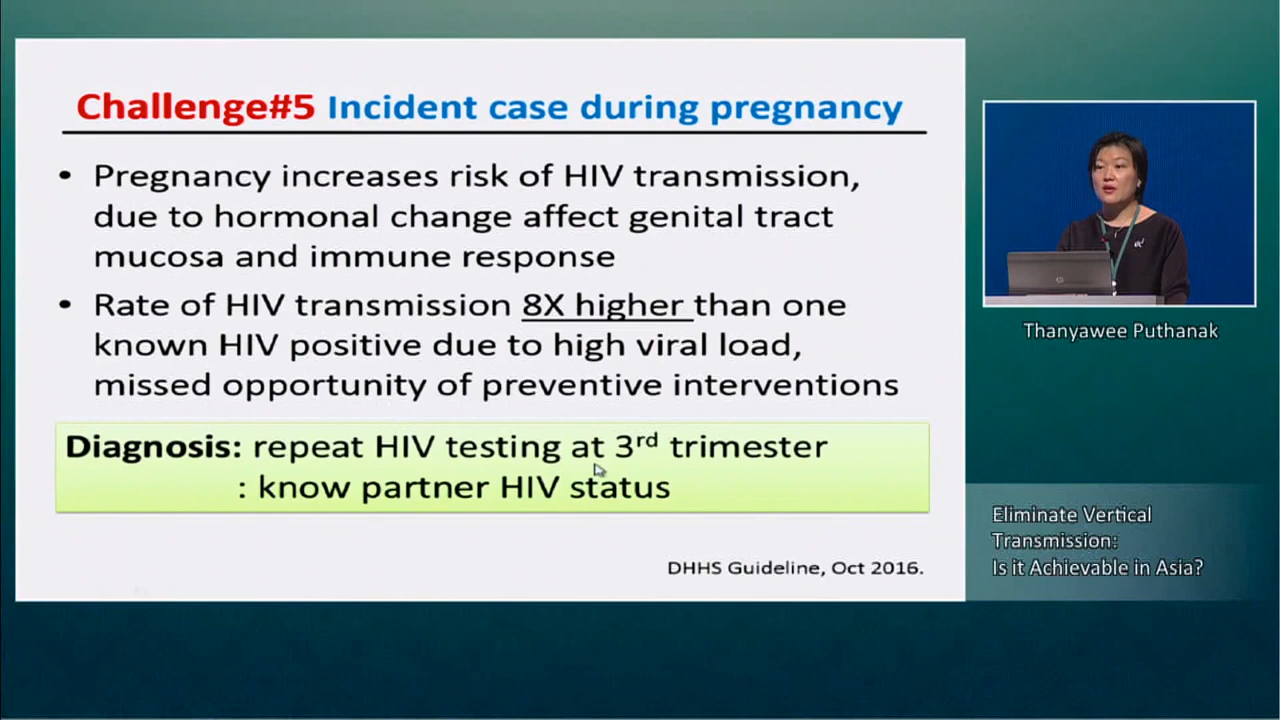 Challenge#5 Incident case during pregnancy
• Pregnancy increases risk of HIV transmission,
due to hormonal change affect genital tract
mucosa and immune response
• Rate of HIV transmission 8X higher than one
known HIV positive due to high viral load,
missed opportunity of preventive interventions
Diagnosis: repeat HIV testing at 3rd trimester
: know partner HIV status
DHHS Guideline, Oct 2016.
Thanyawee Puthanak
Eliminate Vertical
Transmission:
Is it Achievable in Asia?